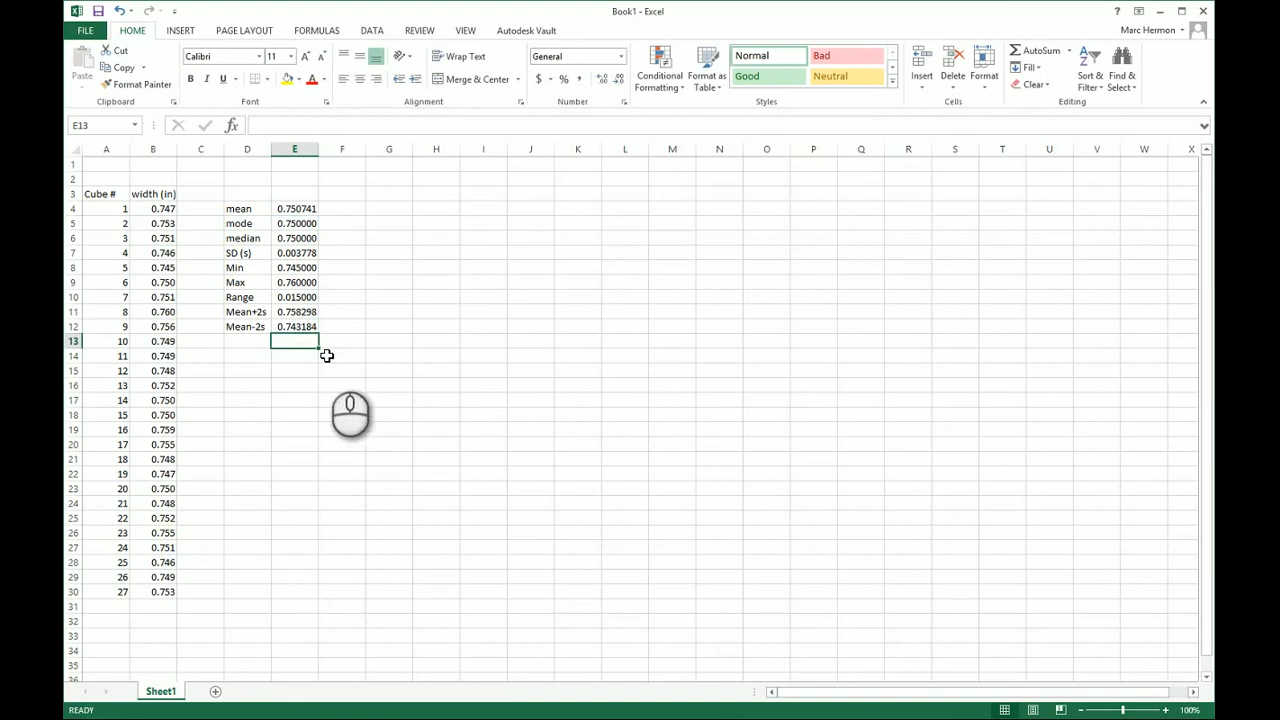 Book1 - Excel
FILE HOME INSERT PAGE LAYOUT FORMULAS DATA REVIEW VIEW Autodesk Vault
Marc Hermon
Paste
Cut
Copy
Format Painter
Clipboard
Calibri 11
B I U
Font
Wrap Text
Merge & Center
Alignment
General
$ % ,
Number
Conditional Formatting
Format as Table
Normal Bad
Good Neutral
Styles
Insert Delete Format
Cells
AutoSum
Fill
Clear
Sort & Filter
Find & Select
Editing
E13 fx
A B C D E F G H I J K L M N O P Q R S T U V W X
1
2
3 Cube # width (in)
4 1 0.747 mean 0.750741
5 2 0.753 mode 0.750000
6 3 0.751 median 0.750000
7 4 0.746 SD (s) 0.003778
8 5 0.745 Min 0.745000
9 6 0.750 Max 0.760000
10 7 0.751 Range 0.015000
11 8 0.760 Mean+2s 0.758298
12 9 0.756 Mean-2s 0.743184
13 10 0.749
14 11 0.749
15 12 0.748
16 13 0.752
17 14 0.750
18 15 0.750
19 16 0.759
20 17 0.755
21 18 0.748
22 19 0.747
23 20 0.750
24 21 0.748
25 22 0.752
26 23 0.755
27 24 0.751
28 25 0.746
29 26 0.749
30 27 0.753
31
32
33
34
35
36
Sheet1
READY 100%